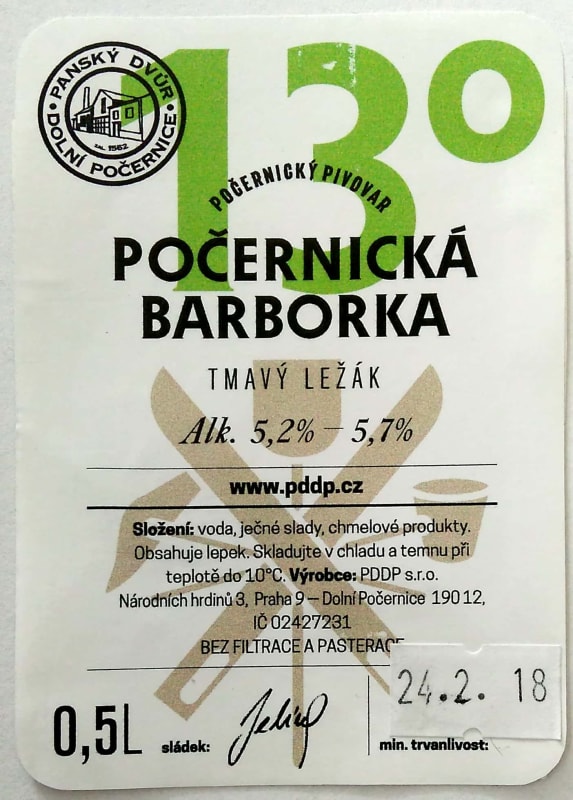 PANSKÝ DVŮR
DOLNÍ POČERNICE
ZAL. 1562
13°
POČERNICKÝ PIVOVAR
POČERNICKÁ
BARBORKA
TMAVÝ LEŽÁK
Alk. 5,2% – 5,7%
www.pddp.cz
Složení: voda, ječné slady, chmelové produkty.
Obsahuje lepek. Skladujte v chladu a temnu při
teplotě do 10°C. Výrobce: PDDP s.r.o.
Národních hrdinů 3, Praha 9 – Dolní Počernice 190 12,
IČ 02427231
BEZ FILTRACE A PASTERACE
24.2. 18
0,5L
sládek:
min. trvanlivost: